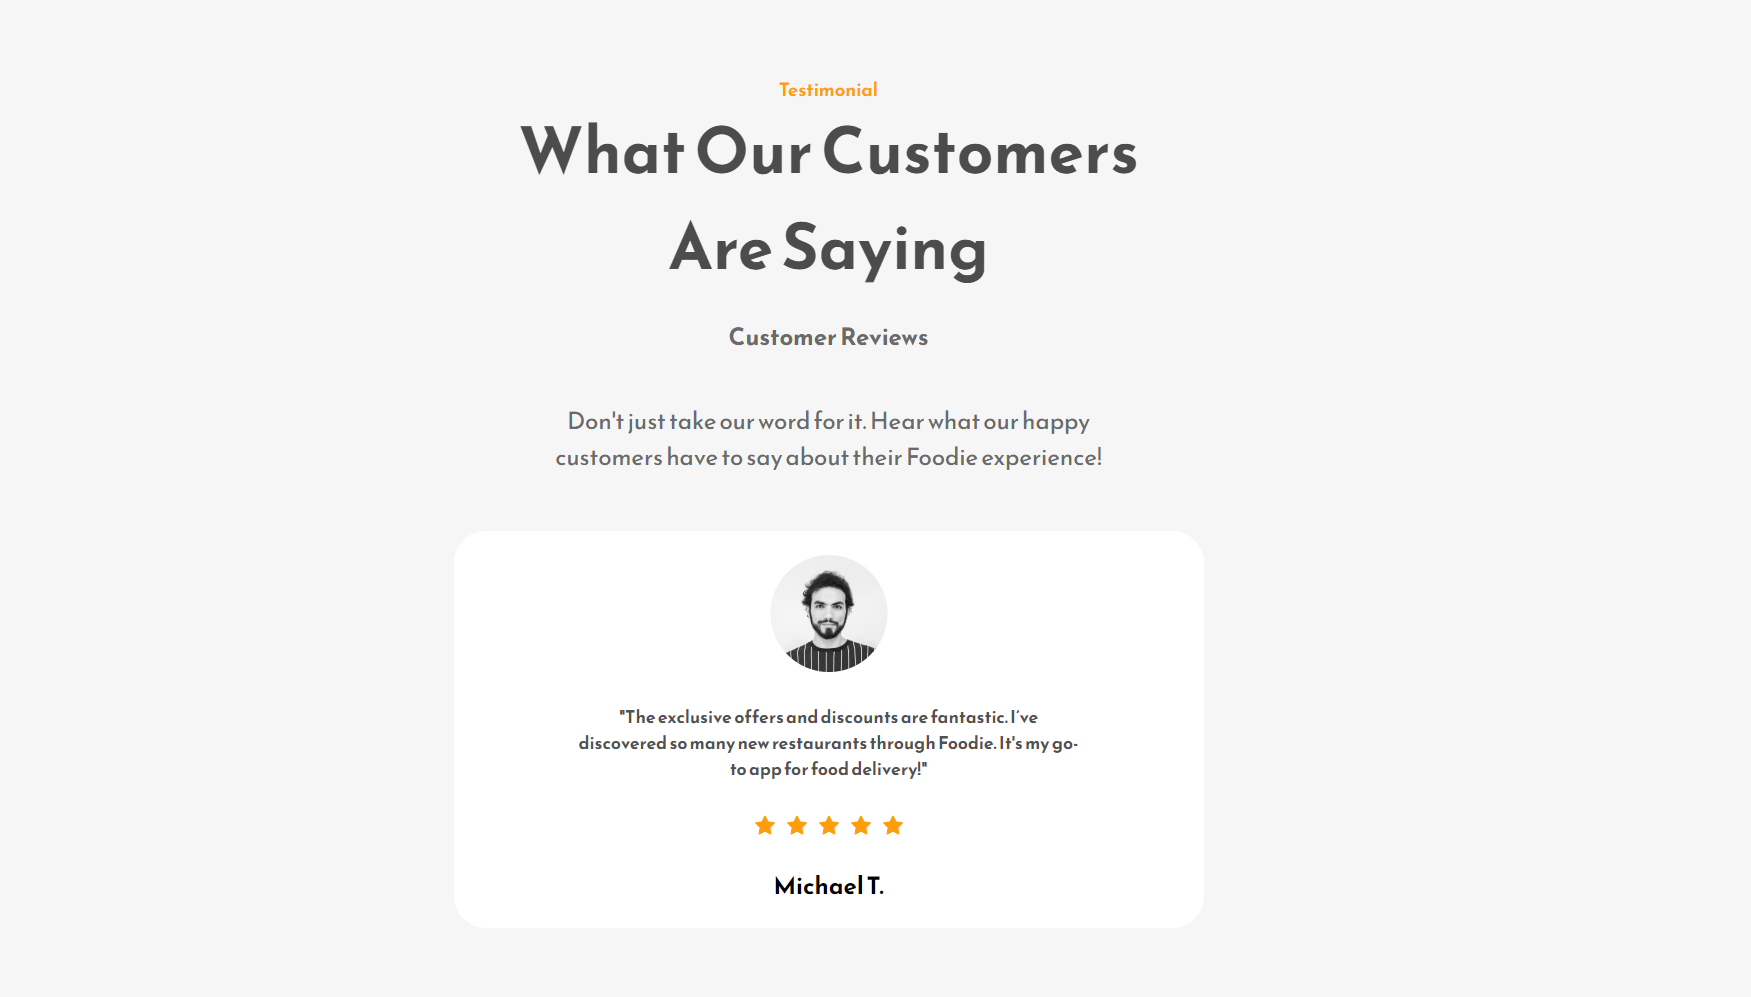 Testimonial
What Our Customers
Are Saying
Customer Reviews
Don't just take our word for it. Hear what our happy
customers have to say about their Foodie experience!
"The exclusive offers and discounts are fantastic. I’ve
discovered so many new restaurants through Foodie. It's my go-
to app for food delivery!"
Michael T.